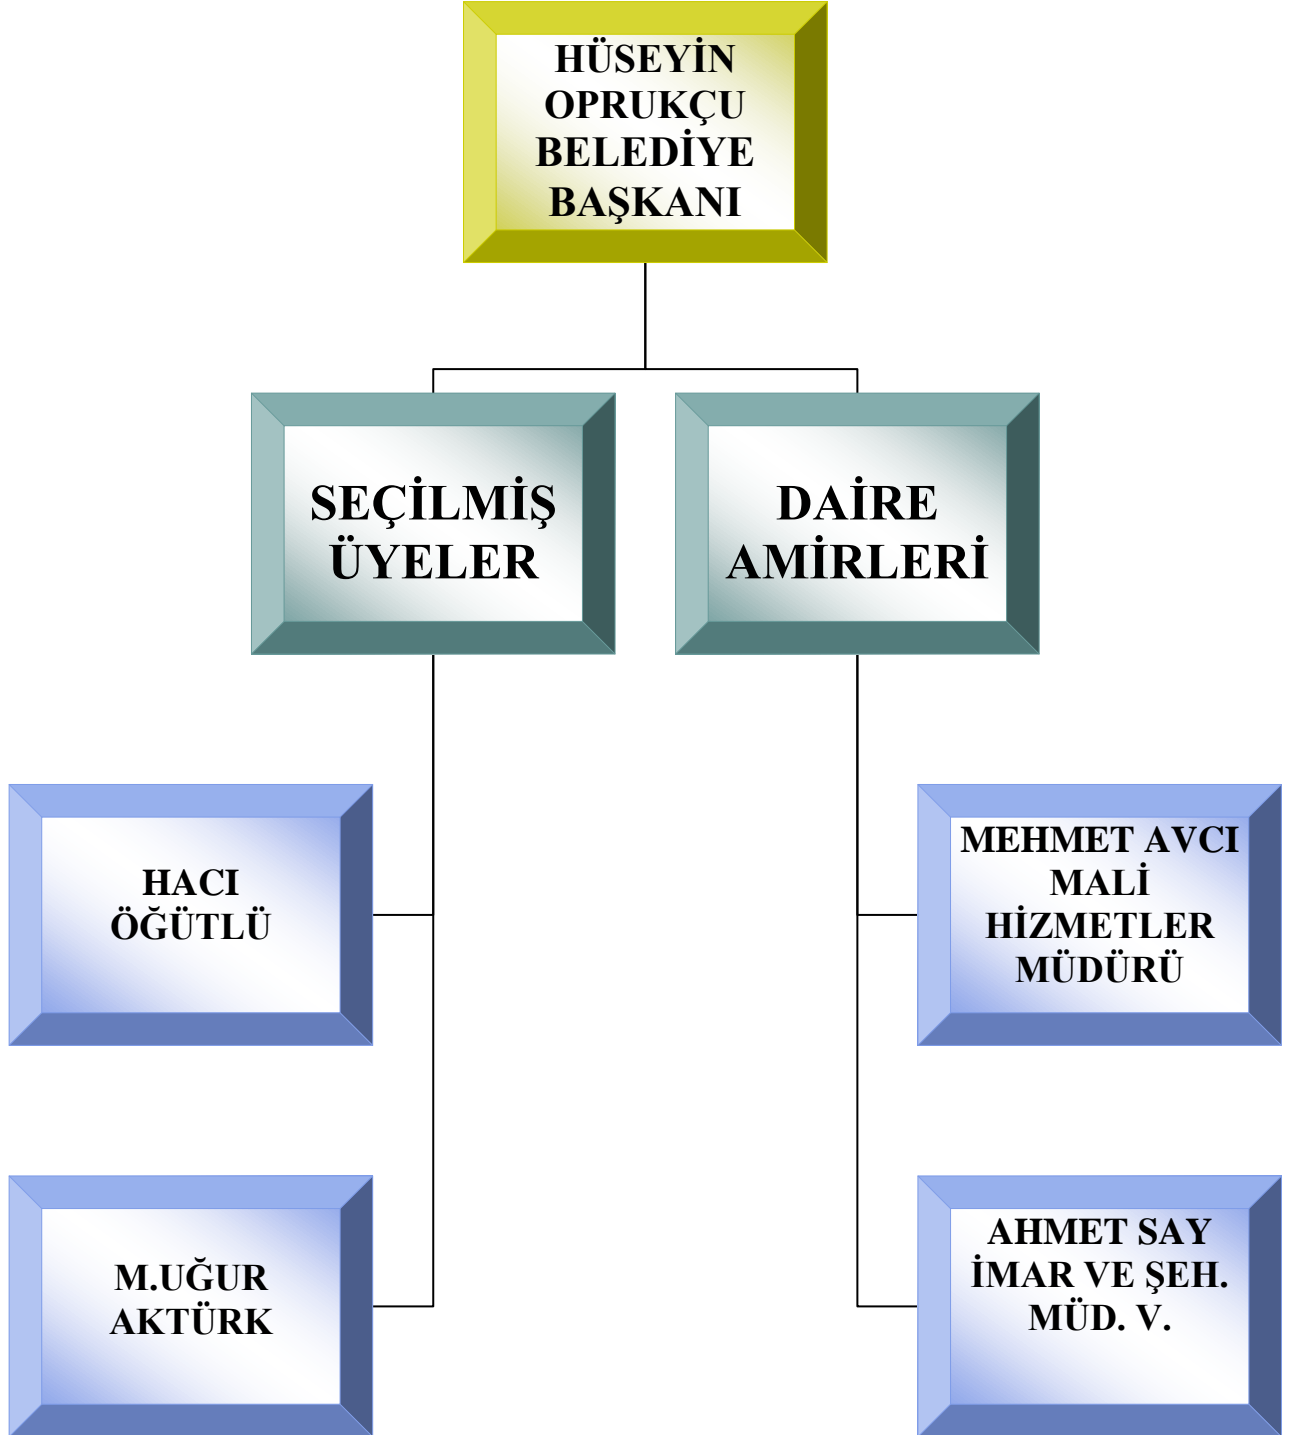 HÜSEYİN
OPRUKÇU
BELEDİYE
BAŞKANI
SEÇİLMİŞ
ÜYELER
DAİRE
AMİRLERİ
HACI
ÖĞÜTLÜ
MEHMET AVCI
MALİ
HİZMETLER
MÜDÜRÜ
M.UĞUR
AKTÜRK
AHMET SAY
İMAR VE ŞEH.
MÜD. V.